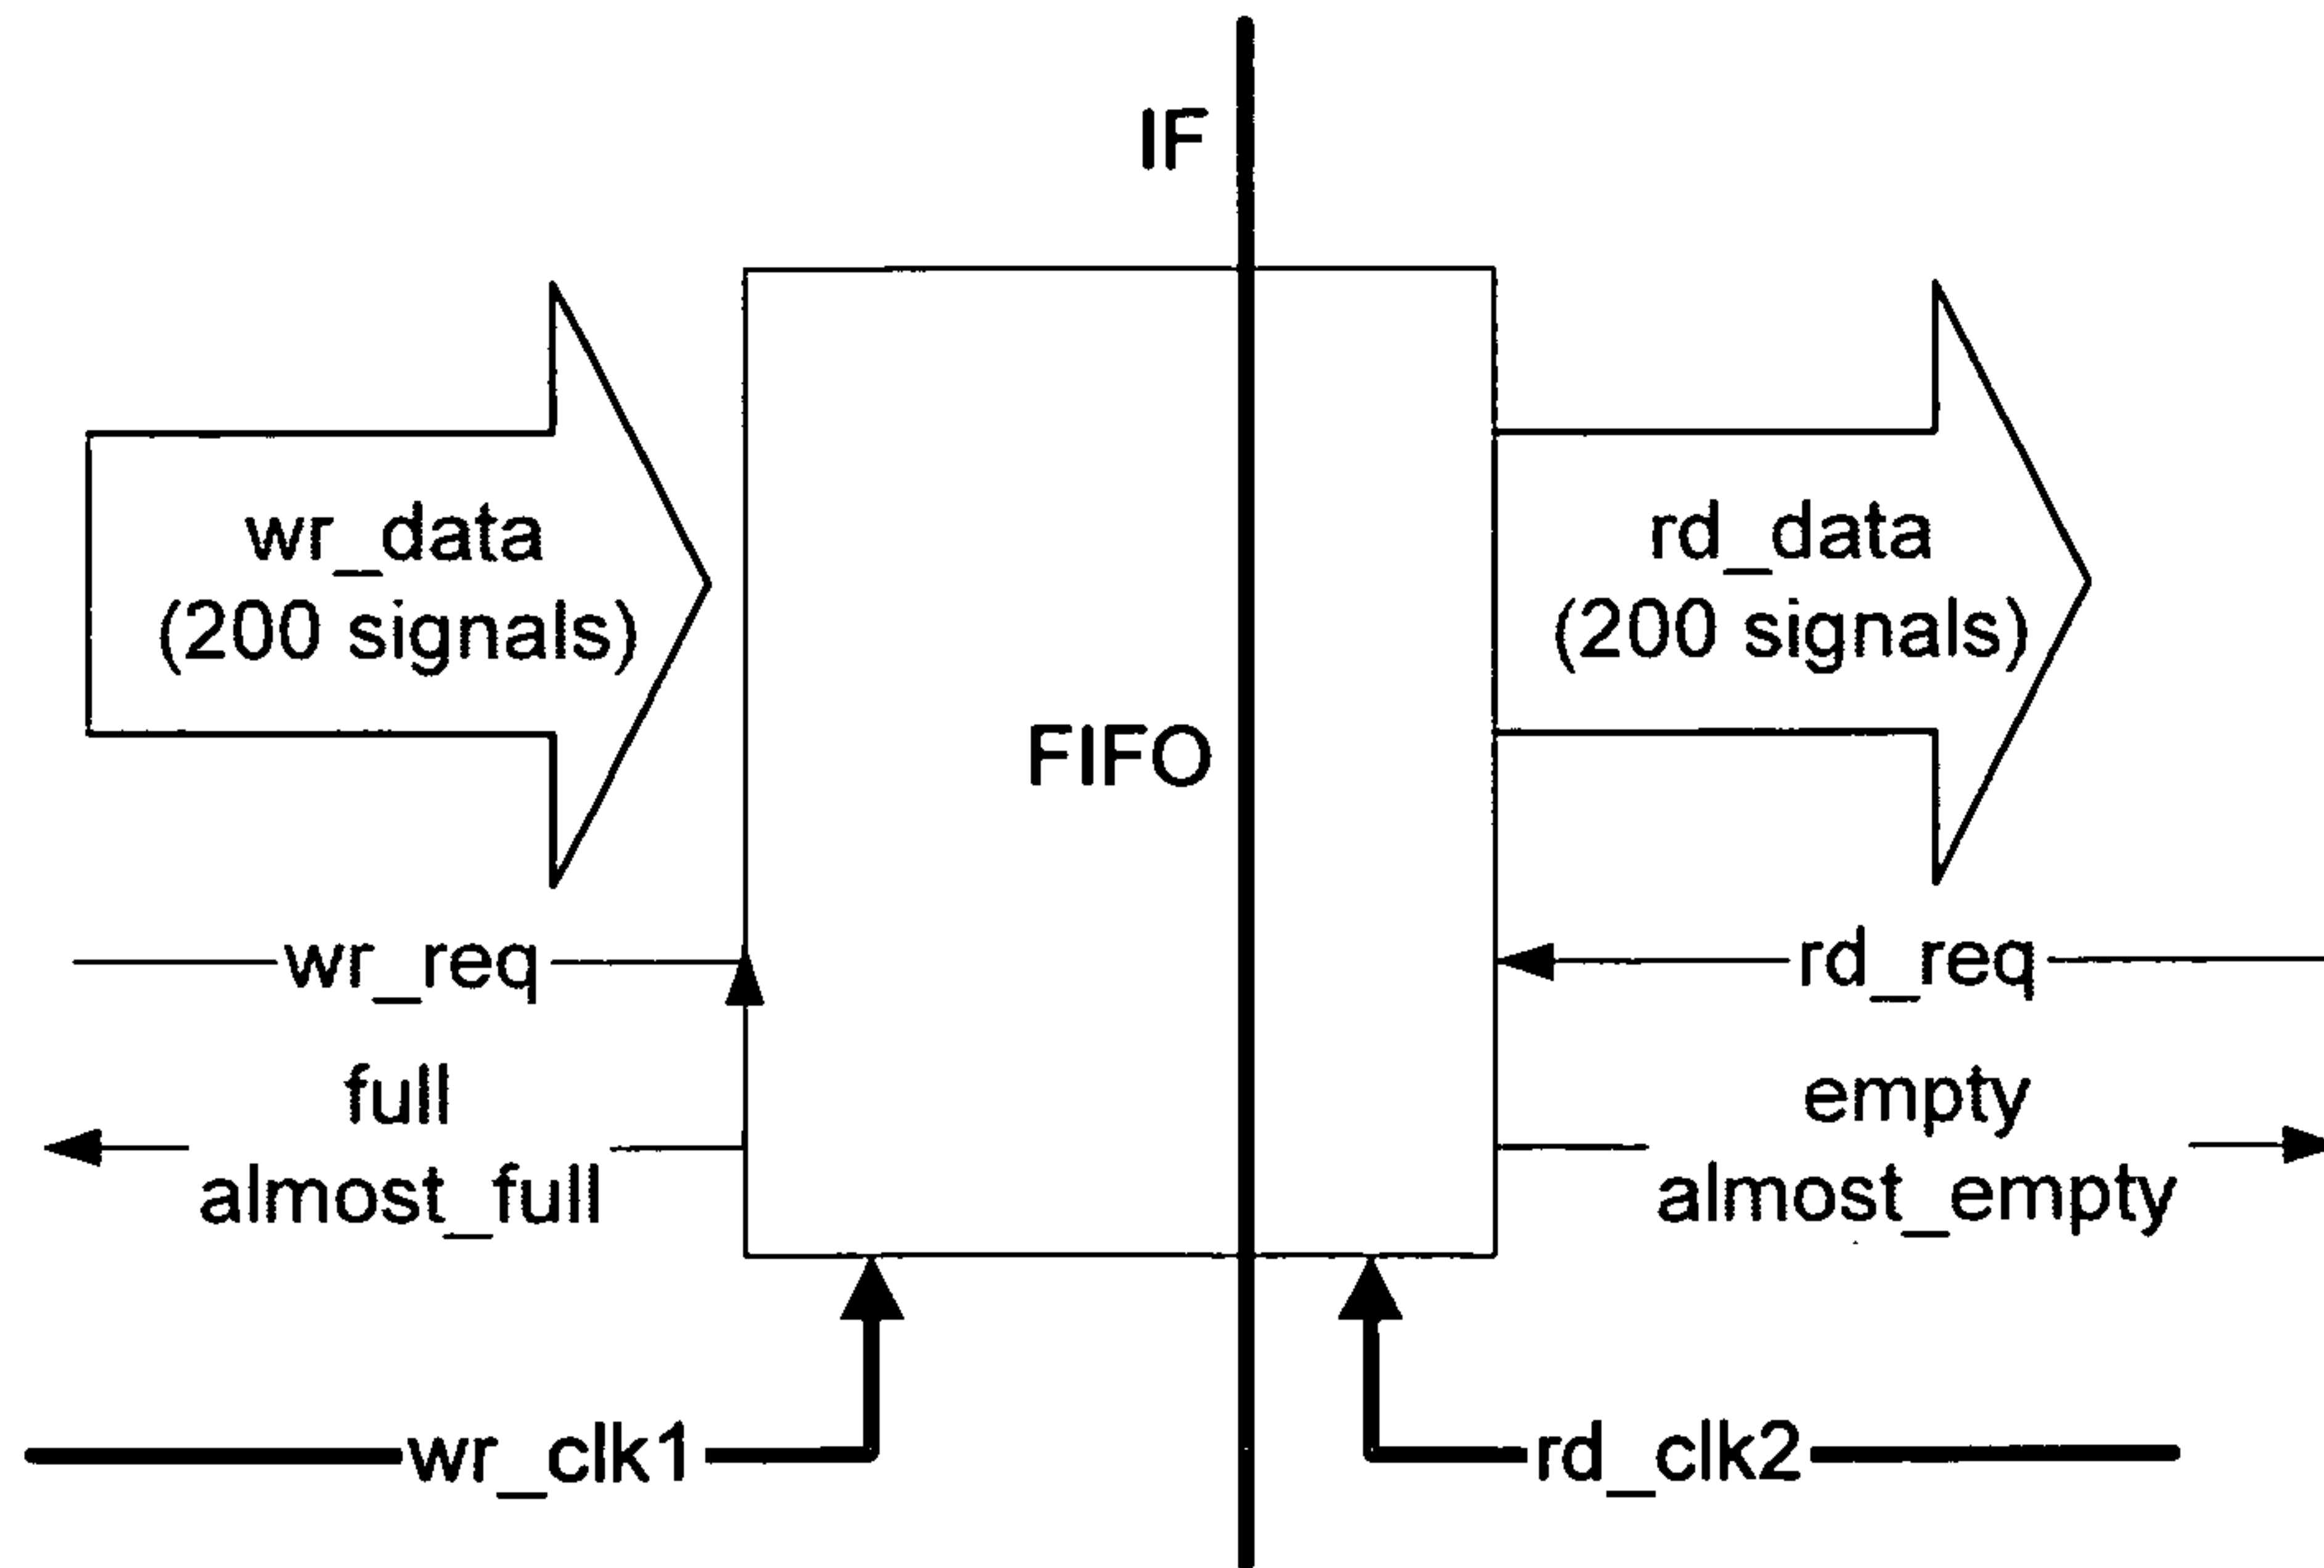 IF
wr_data
(200 signals)
rd_data
(200 signals)
FIFO
wr_req
rd_req
full
almost_full
empty
almost_empty
wr_clk1
rd_clk2